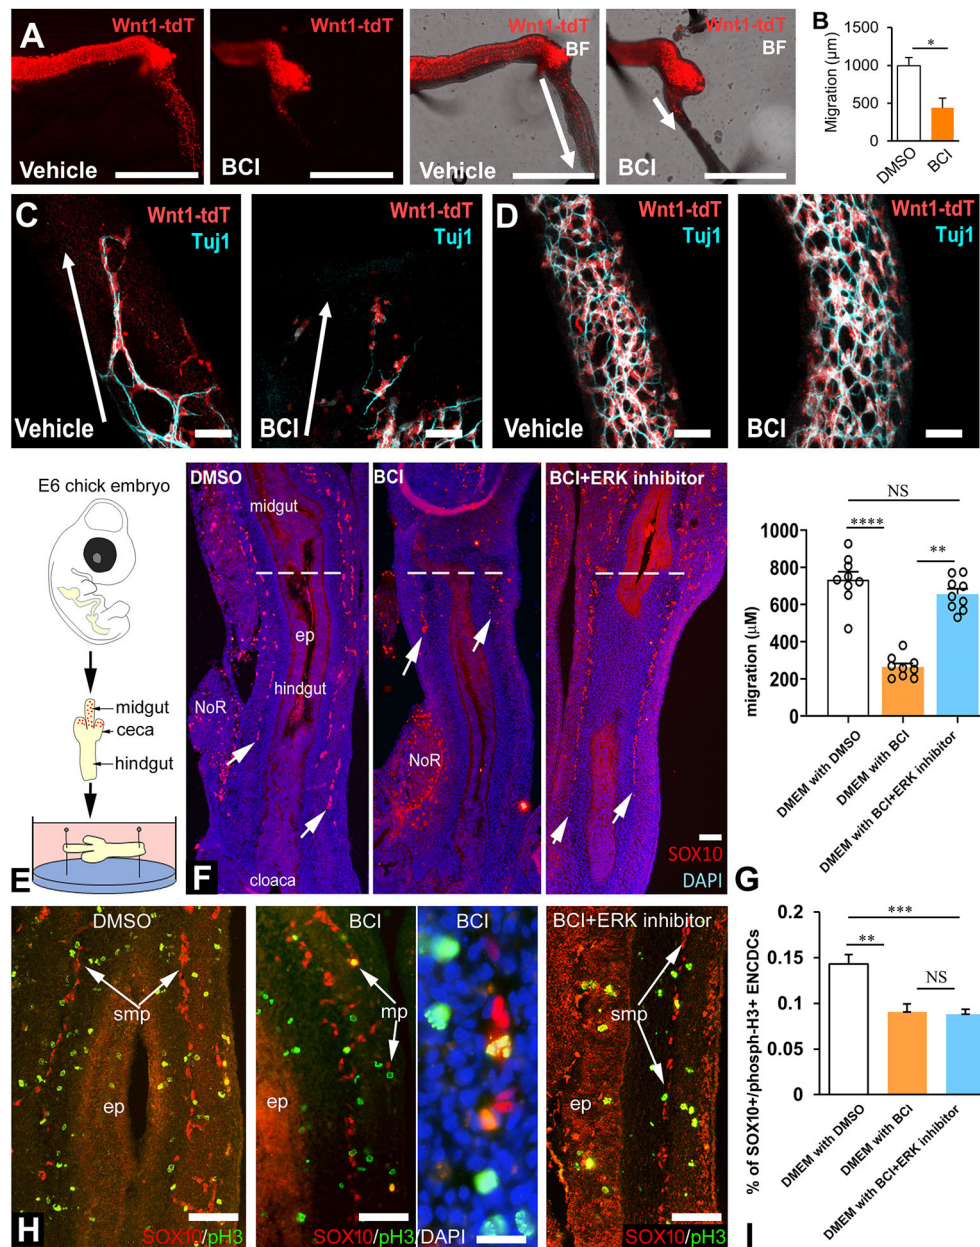 A
Wnt1-tdT
Vehicle
Wnt1-tdT
BCI
Wnt1-tdT
BF
Vehicle
Wnt1-tdT
BF
BCI
B
Migration (µm)
1000
500
0
*
DMSO
BCI
C
Wnt1-tdT
Tuj1
Vehicle
Wnt1-tdT
Tuj1
BCI
D
Wnt1-tdT
Tuj1
Vehicle
Wnt1-tdT
Tuj1
BCI
E6 chick embryo
midgut
ceca
hindgut
E
DMSO
midgut
ep
hindgut
NoR
cloaca
F
BCI
NoR
BCI+ERK inhibitor
SOX10
DAPI
NS
****
**
migration (µM)
1000
800
600
400
200
0
DMEM with DMSO
DMEM with BCI
DMEM with BCI+ERK inhibitor
G
DMSO
smp
ep
H
SOX10/pH3
BCI
mp
ep
BCI
SOX10/pH3/DAPI
BCI+ERK inhibitor
smp
ep
SOX10/pH3
% of SOX10+/phosph-H3+ ENCDCs
0.2
0.15
0.1
0.05
0
***
**
NS
DMEM with DMSO
DMEM with BCI
DMEM with BCI+ERK inhibitor
I